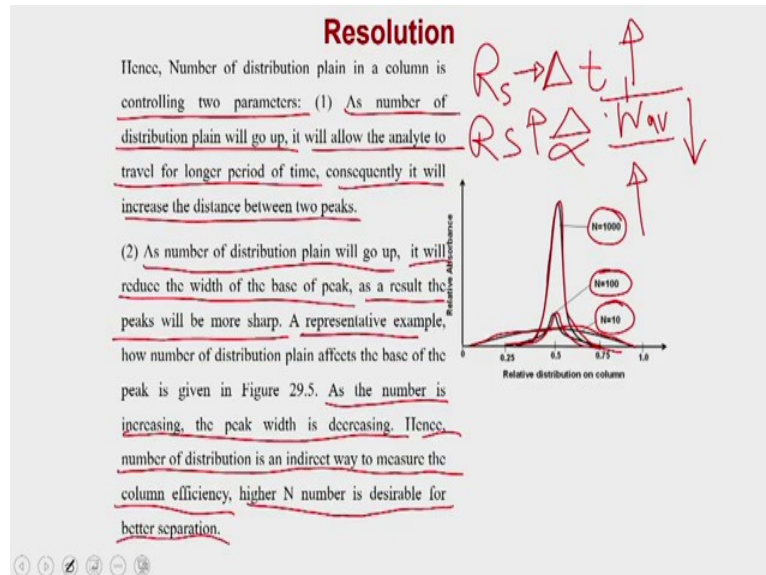 Resolution
Hence, Number of distribution plain in a column is
controlling two parameters: (1) As number of
distribution plain will go up, it will allow the analyte to
travel for longer period of time, consequently it will
increase the distance between two peaks.
(2) As number of distribution plain will go up, it will
reduce the width of the base of peak, as a result the
peaks will be more sharp. A representative example,
how number of distribution plain affects the base of the
peak is given in Figure 29.5. As the number is
increasing, the peak width is decreasing. Hence,
number of distribution is an indirect way to measure the
column efficiency, higher N number is desirable for
better separation.
Rs → Δ t ↑
Rs ↑ Wav ↓
Relative Absorbance
N=1000
N=100
N=10
0 0.25 0.5 0.75 1.0
Relative distribution on column